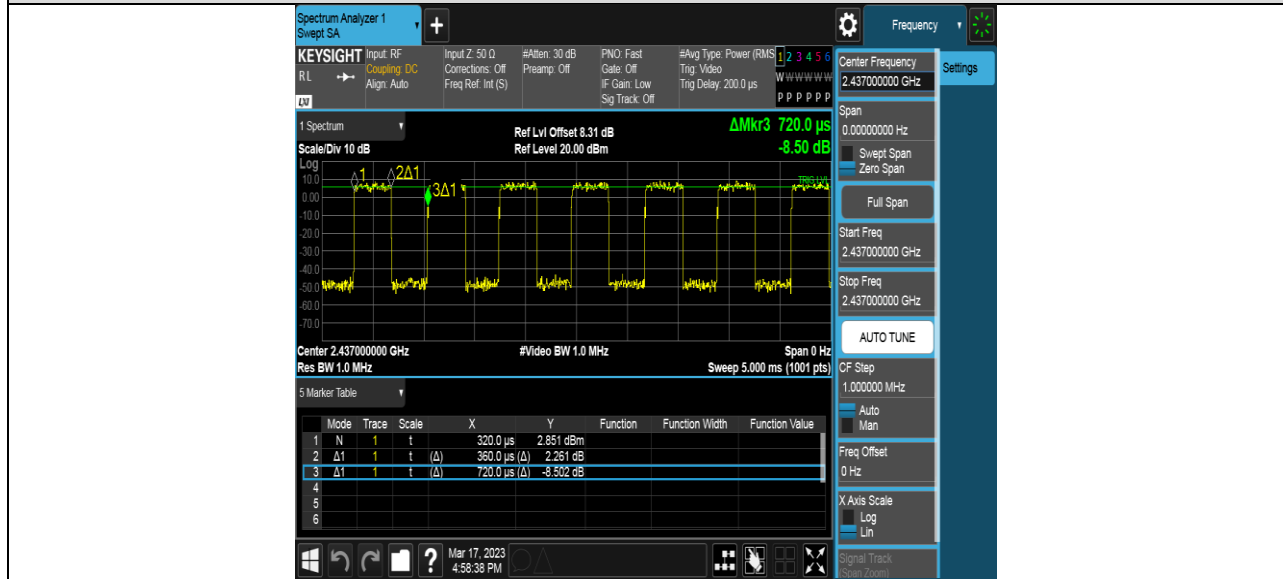 Spectrum Analyzer 1
Swept SA
+
Frequency
KEYSIGHT
RL
LXI
Input: RF
Coupling: DC
Align: Auto
Input Z: 50 Ω
Corrections: Off
Freq Ref: Int (S)
#Atten: 30 dB
Preamp: Off
PNO: Fast
Gate: Off
IF Gain: Low
Sig Track: Off
#Avg Type: Power (RMS
Trig: Video
Trig Delay: 200.0 µs
1 2 3 4 5 6
W W W W W W
P P P P P P
Center Frequency
2.437000000 GHz
Settings
Span
0.00000000 Hz
Swept Span
Zero Span
Full Span
Start Freq
2.437000000 GHz
Stop Freq
2.437000000 GHz
AUTO TUNE
CF Step
1.000000 MHz
Auto
Man
Freq Offset
0 Hz
X Axis Scale
Log
Lin
Signal Track
(Span Zoom)
1 Spectrum
Scale/Div 10 dB
Ref Lvl Offset 8.31 dB
Ref Level 20.00 dBm
ΔMkr3 720.0 µs
-8.50 dB
Log
10.0
0.00
-10.0
-20.0
-30.0
-40.0
-50.0
-60.0
-70.0
1
2Δ1
3Δ1
TRIG LVL
Center 2.437000000 GHz
#Video BW 1.0 MHz
Span 0 Hz
Res BW 1.0 MHz
Sweep 5.000 ms (1001 pts)
5 Marker Table
Mode Trace Scale X Y Function Function Width Function Value
1 N 1 t 320.0 µs 2.851 dBm
2 Δ1 1 t (Δ) 360.0 µs (Δ) 2.261 dB
3 Δ1 1 t (Δ) 720.0 µs (Δ) -8.502 dB
4
5
6
?
Mar 17, 2023
4:58:38 PM